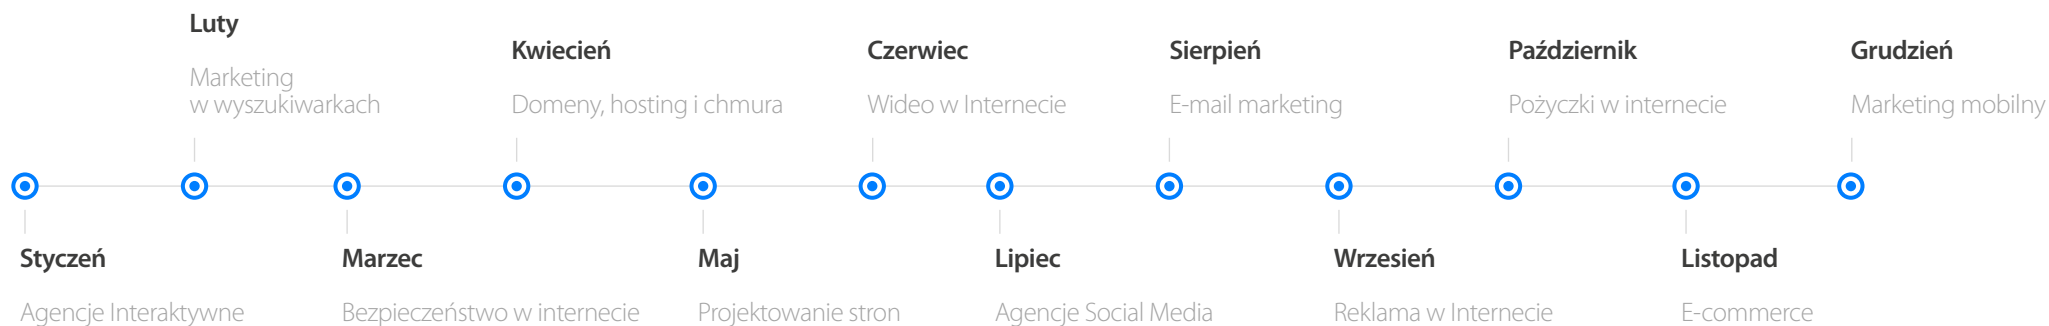 Luty
Marketing
w wyszukiwarkach
Kwiecień
Domeny, hosting i chmura
Czerwiec
Wideo w Internecie
Sierpień
E-mail marketing
Październik
Pożyczki w internecie
Grudzień
Marketing mobilny
Styczeń
Agencje Interaktywne
Marzec
Bezpieczeństwo w internecie
Maj
Projektowanie stron
Lipiec
Agencje Social Media
Wrzesień
Reklama w Internecie
Listopad
E-commerce